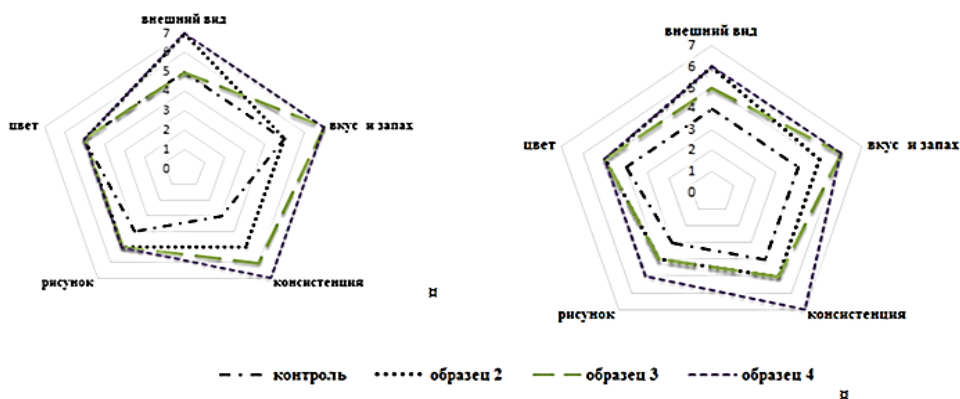 внешний вид
7
6
5
4
3
2
1
0
вкус и запах
консистенция
рисунок
цвет
¤
внешний вид
7
6
5
4
3
2
1
0
вкус и запах
консистенция
рисунок
цвет
контроль образец 2 образец 3 образец 4
¤